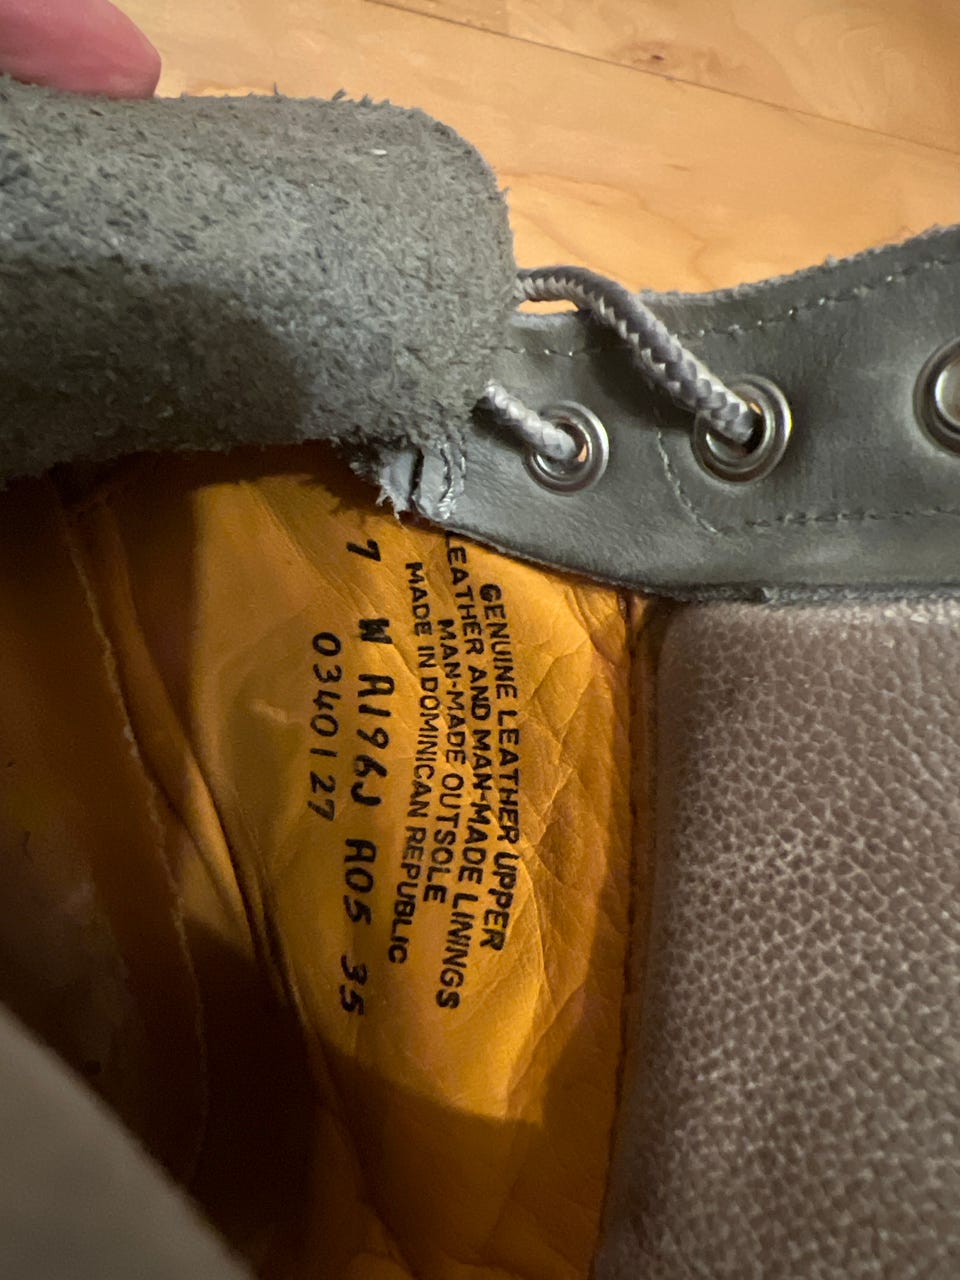 GENUINE LEATHER UPPER
LEATHER AND MAN-MADE LININGS
MAN-MADE OUTSOLE
MADE IN DOMINICAN REPUBLIC
7 W A196J A05 35
0340127